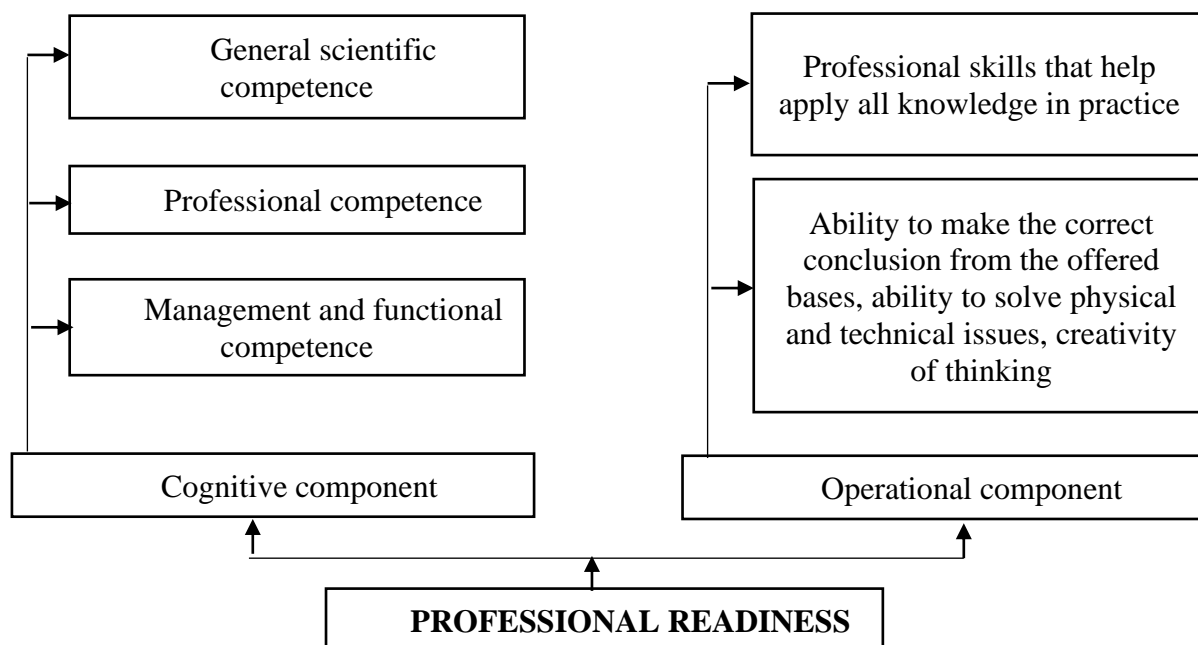 General scientific
competence
Professional competence
Management and functional
competence
Cognitive component
Professional skills that help
apply all knowledge in practice
Ability to make the correct
conclusion from the offered
bases, ability to solve physical
and technical issues, creativity
of thinking
Operational component
PROFESSIONAL READINESS